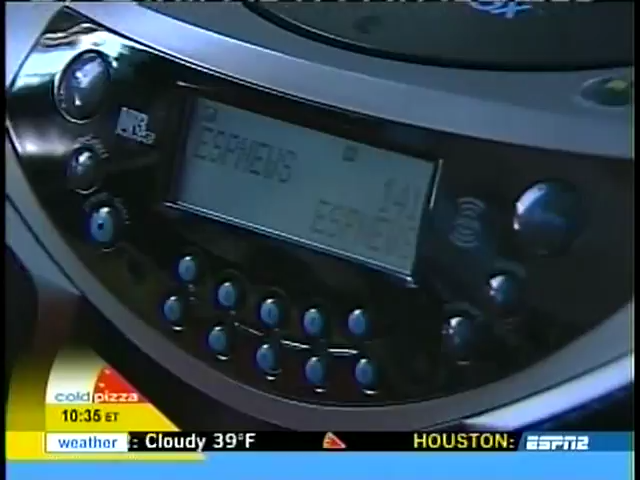 ESPNEWS
141
ESPNEWS
cold pizza
10:35 ET
weather : Cloudy 39°F HOUSTON: ESPN2